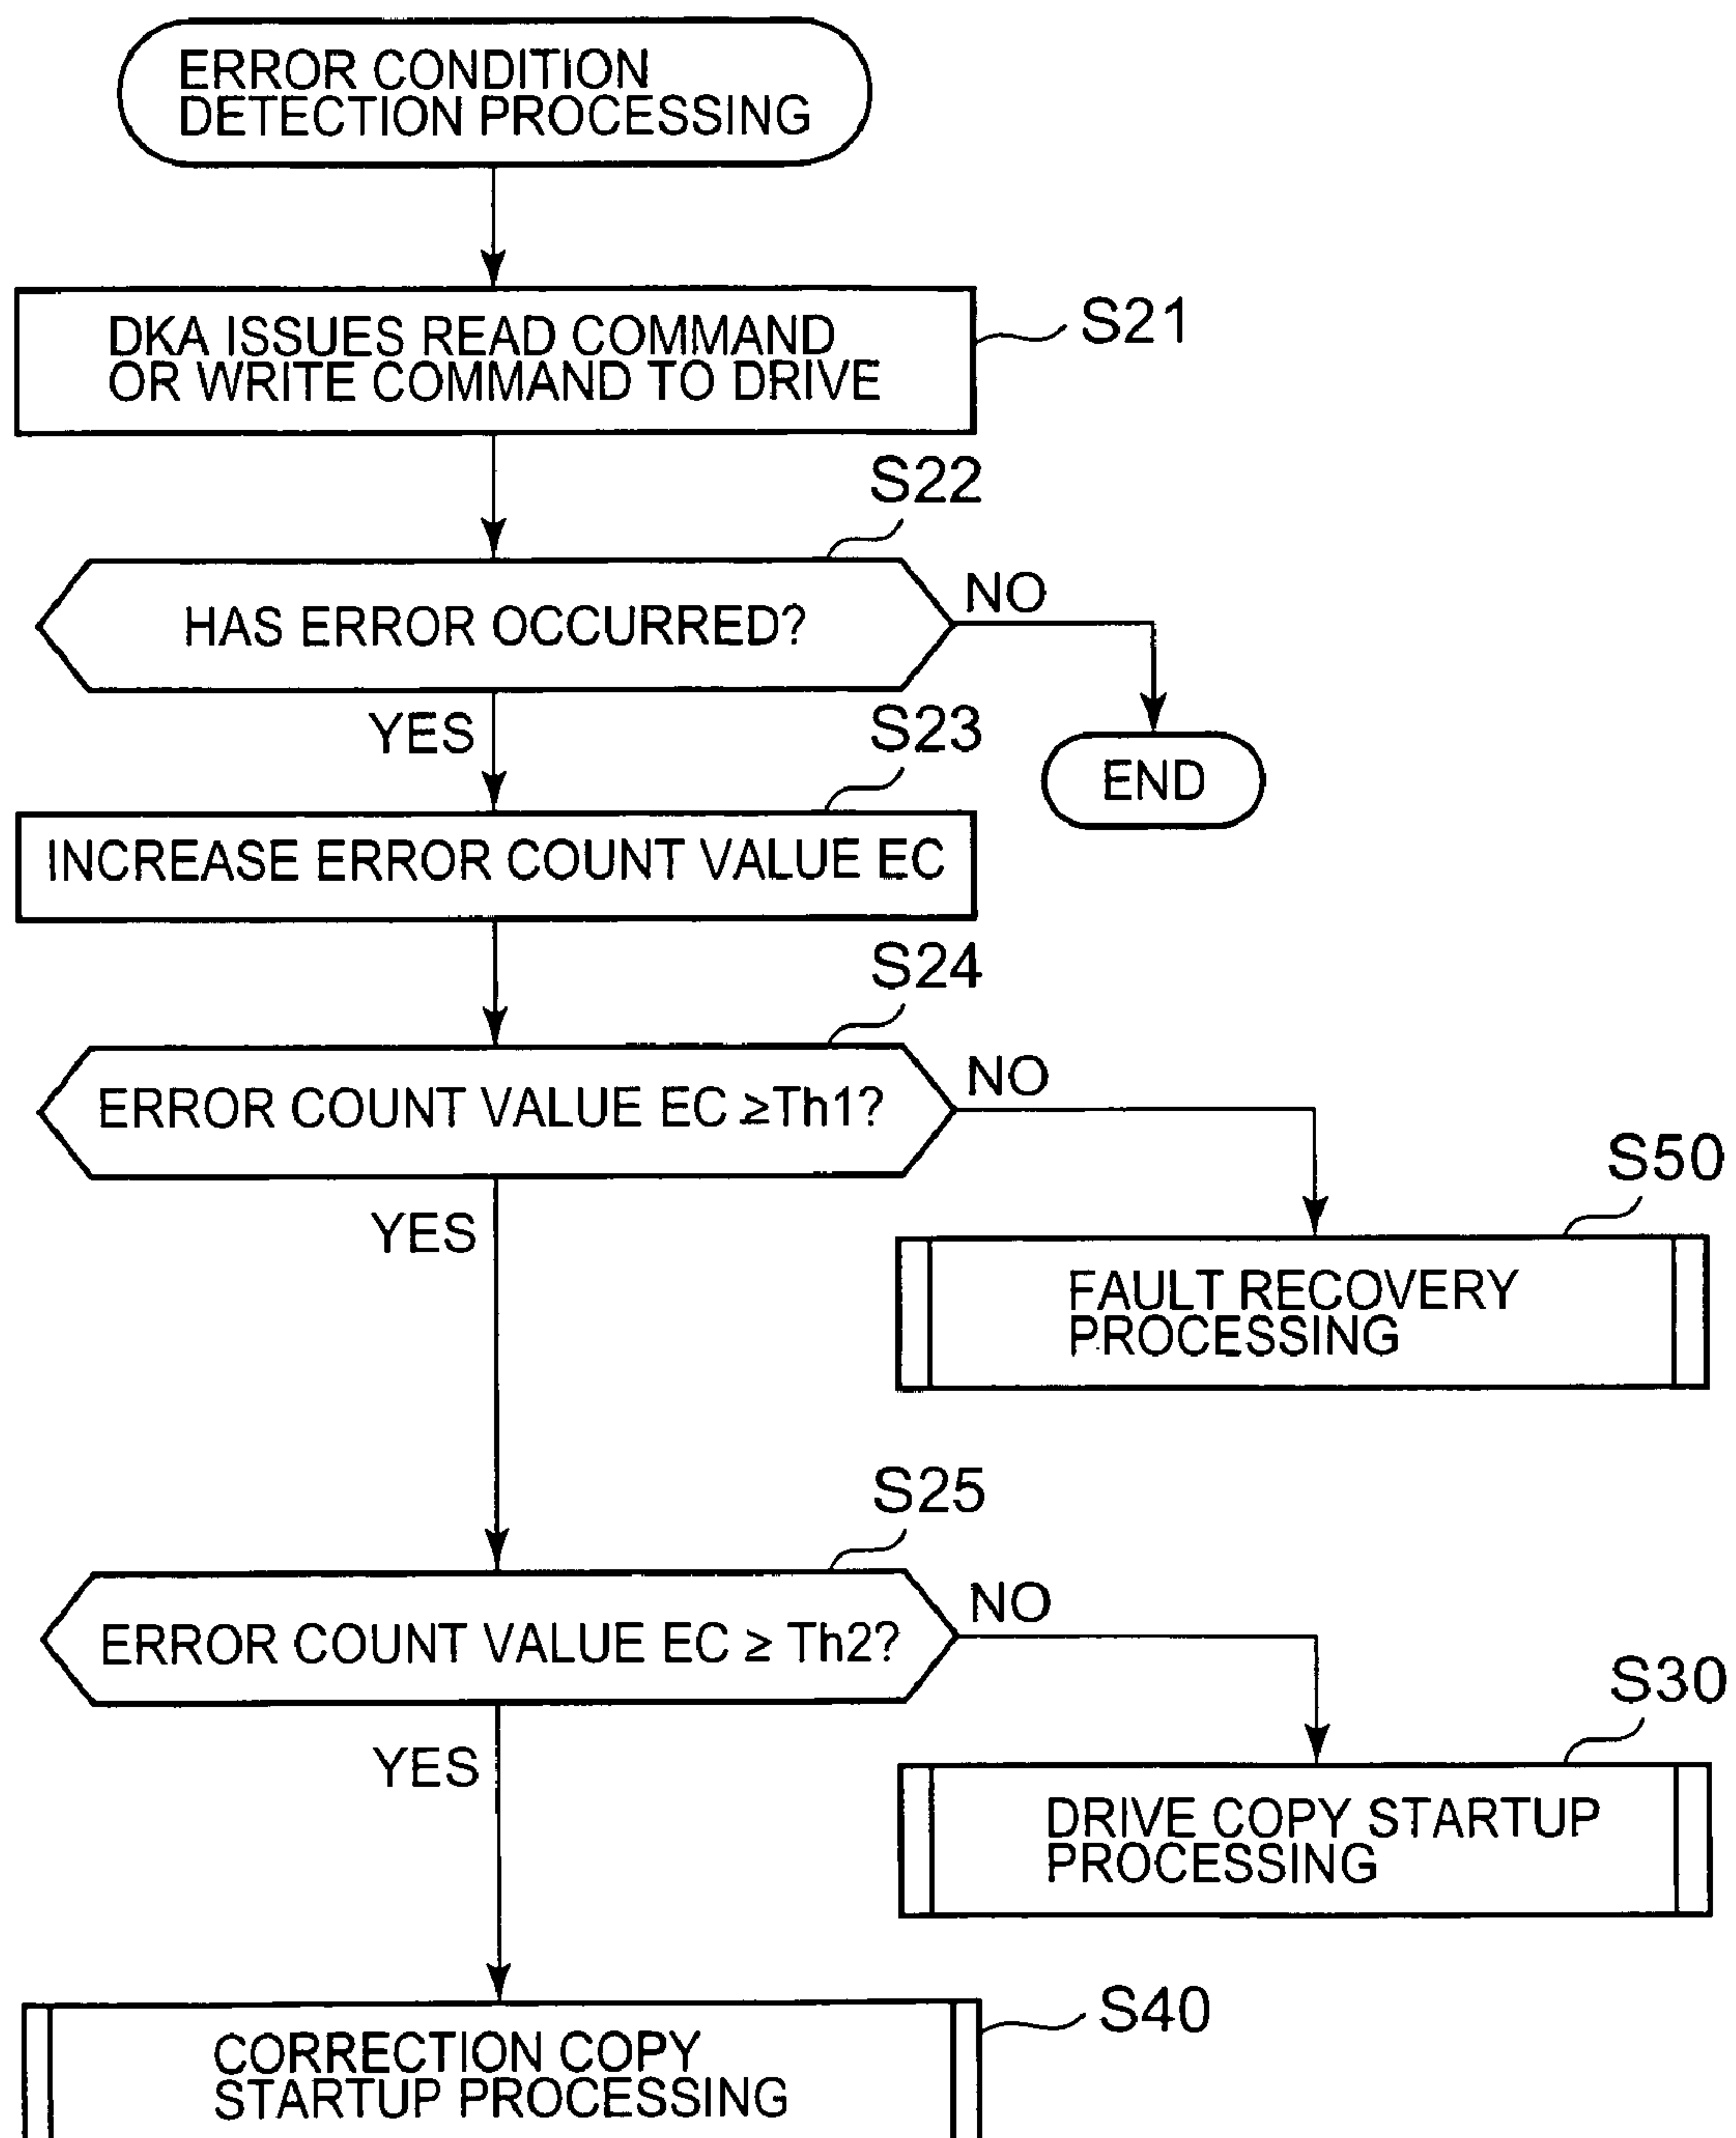 ERROR CONDITION
DETECTION PROCESSING
DKA ISSUES READ COMMAND
OR WRITE COMMAND TO DRIVE
S21
S22
HAS ERROR OCCURRED?
NO
YES
END
S23
INCREASE ERROR COUNT VALUE EC
S24
ERROR COUNT VALUE EC ≥Th1?
NO
YES
S50
FAULT RECOVERY
PROCESSING
S25
ERROR COUNT VALUE EC ≥ Th2?
NO
YES
S30
DRIVE COPY STARTUP
PROCESSING
S40
CORRECTION COPY
STARTUP PROCESSING